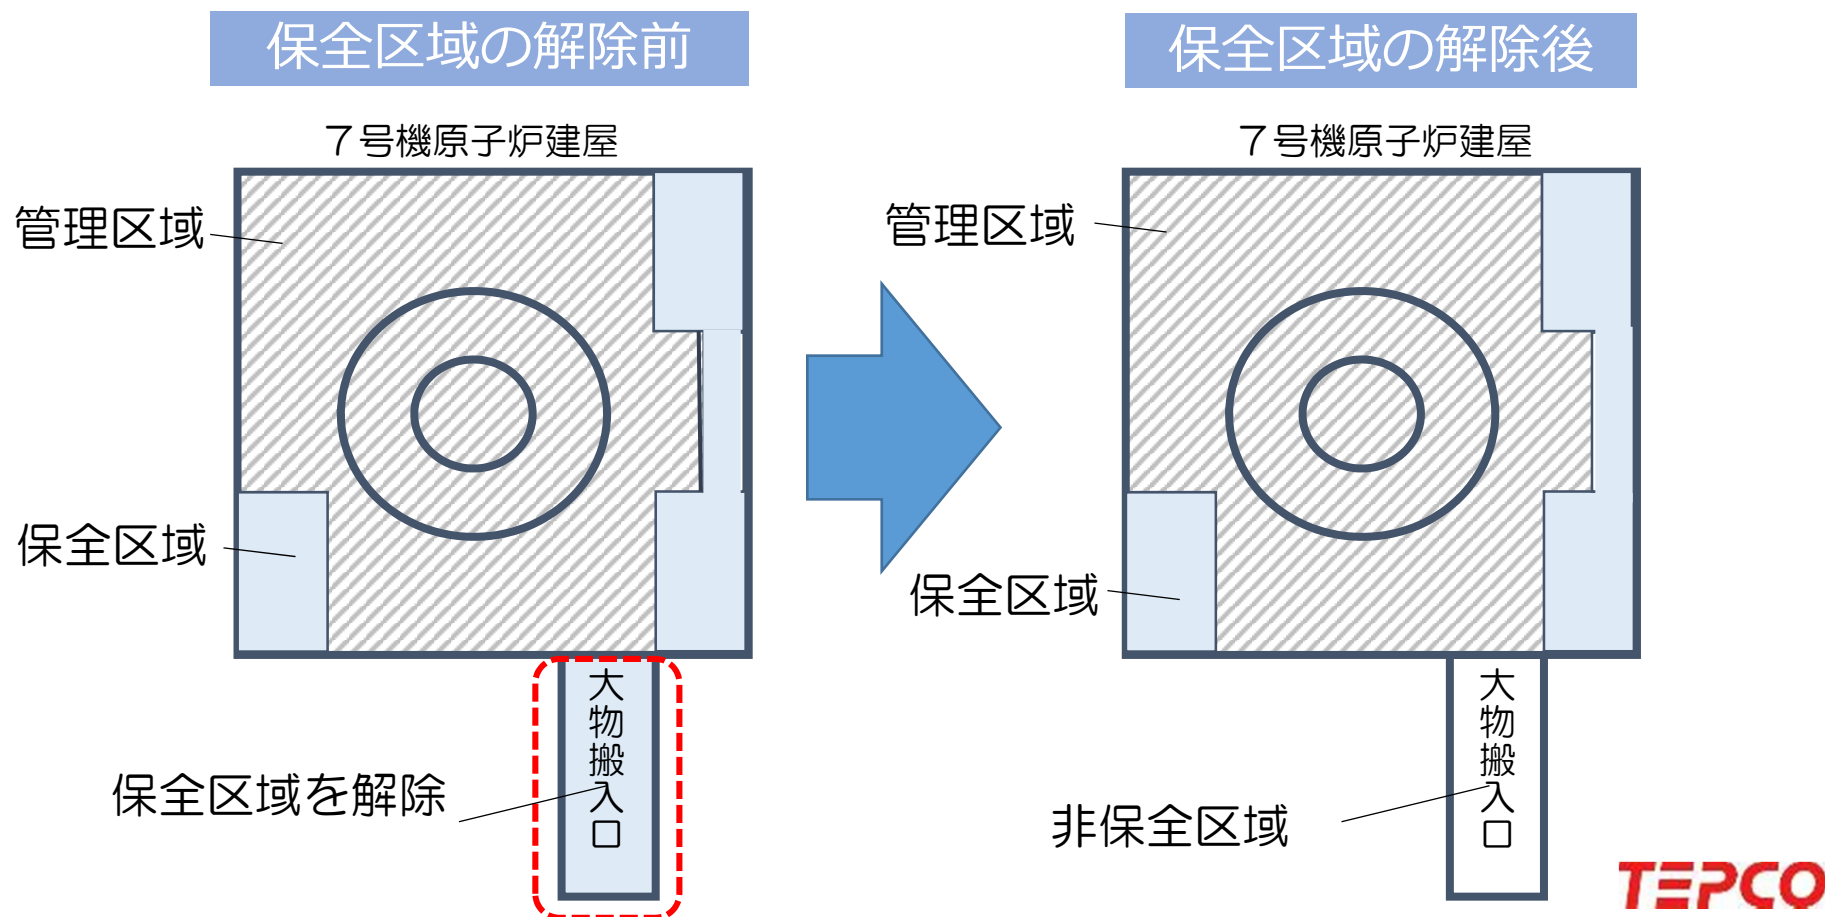 保全区域の解除前
保全区域の解除後
７号機原子炉建屋
７号機原子炉建屋
管理区域
管理区域
保全区域
保全区域
大物搬入口
大物搬入口
保全区域を解除
非保全区域
TEPCO